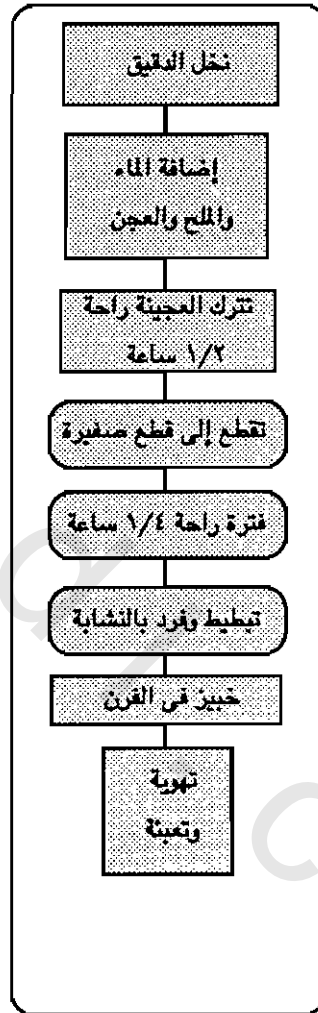 نخل الدقيق
إضافة الماء
والملح والعجن
تترك العجينة راحة
١/٢ ساعة
تقطع إلى قطع صغيرة
فترة راحة ١/٤ ساعة
تبطيط وفرد بالنشابة
خبيز فى الفرن
تهوية
وتعبئة